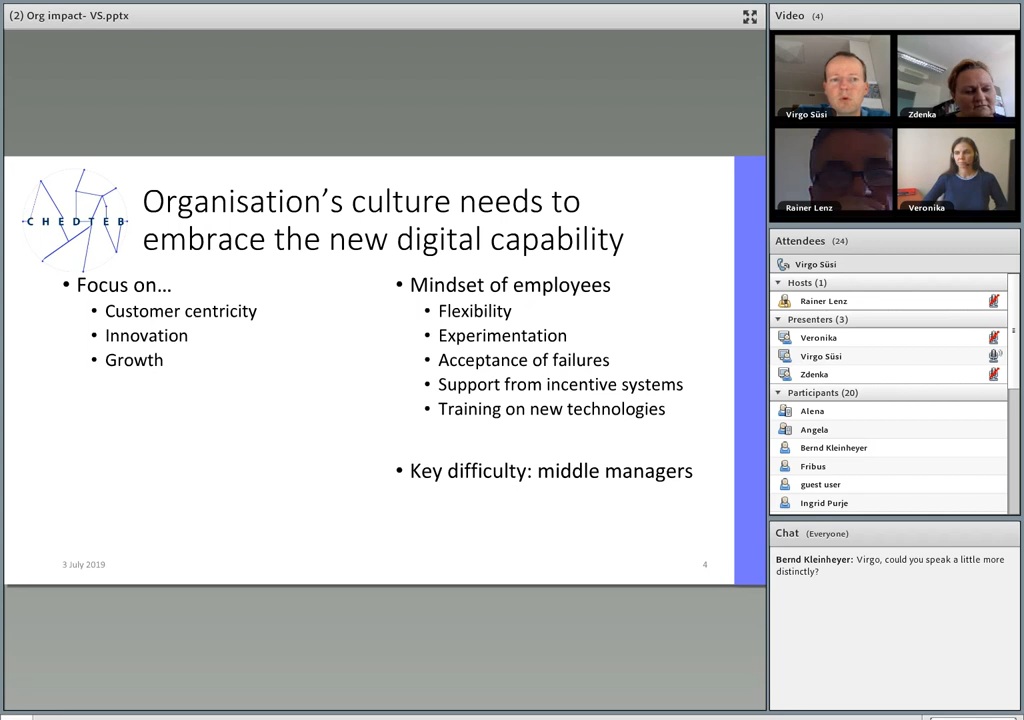 (2) Org impact- VS.pptx
CHEDTEB
Organisation's culture needs to
embrace the new digital capability
• Focus on...
• Customer centricity
• Innovation
• Growth
• Mindset of employees
• Flexibility
• Experimentation
• Acceptance of failures
• Support from incentive systems
• Training on new technologies
• Key difficulty: middle managers
3 July 2019
4
Video (4)
Virgo Süsi
Zdenka
Rainer Lenz
Veronika
Attendees (24)
Virgo Süsi
Hosts (1)
Rainer Lenz
Presenters (3)
Veronika
Virgo Süsi
Zdenka
Participants (20)
Alena
Angela
Bernd Kleinheyer
Fribus
guest user
Ingrid Purje
Chat (Everyone)
Bernd Kleinheyer: Virgo, could you speak a little more
distinctly?